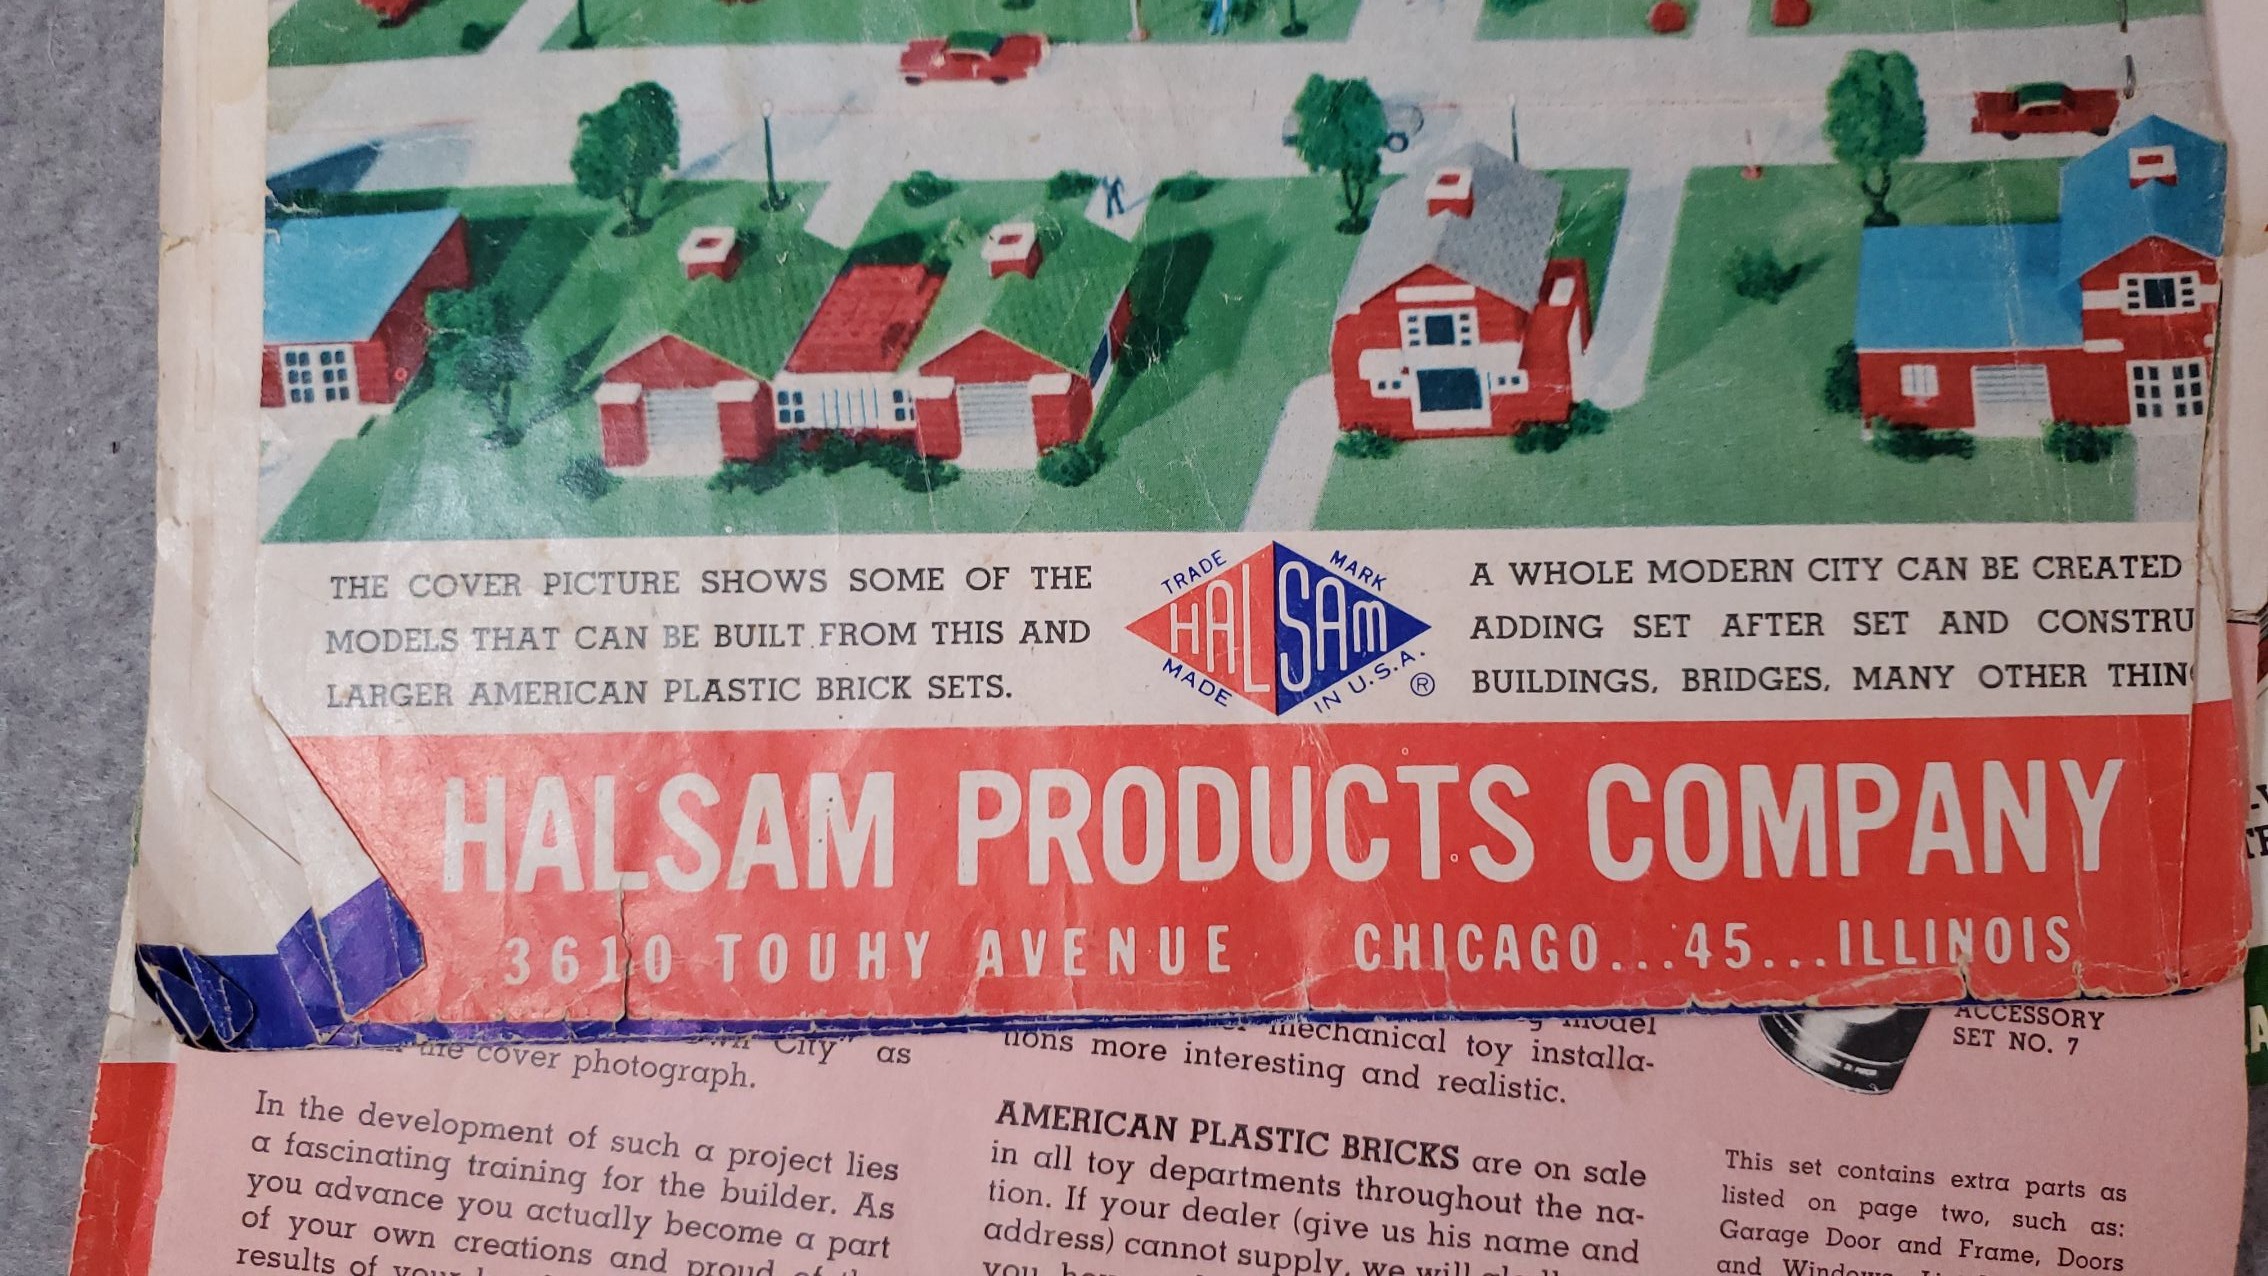 THE COVER PICTURE SHOWS SOME OF THE
MODELS THAT CAN BE BUILT FROM THIS AND
LARGER AMERICAN PLASTIC BRICK SETS.
TRADE MARK
HALSAM
MADE IN U.S.A.
®
A WHOLE MODERN CITY CAN BE CREATED
ADDING SET AFTER SET AND CONSTRU
BUILDINGS, BRIDGES, MANY OTHER THIN
HALSAM PRODUCTS COMPANY
3610 TOUHY AVENUE CHICAGO...45...ILLINOIS
the cover photograph. City" as
In the development of such a project lies
a fascinating training for the builder. As
you advance you actually become a part
of your own creations and proud of
results of
model
mechanical toy installa-
tions more interesting and realistic.
AMERICAN PLASTIC BRICKS are on sale
in all toy departments throughout the na-
tion. If your dealer (give us his name and
address) cannot supply, we will
you
ACCESSORY
SET NO. 7
This set contains extra parts as
listed on page two, such as:
Garage Door and Frame, Doors
and